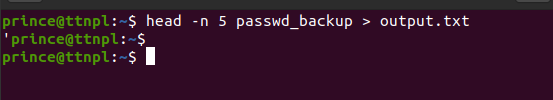 prince@ttnpl:~$ head -n 5 passwd_backup > output.txt
'prince@ttnpl:~$
prince@ttnpl:~$